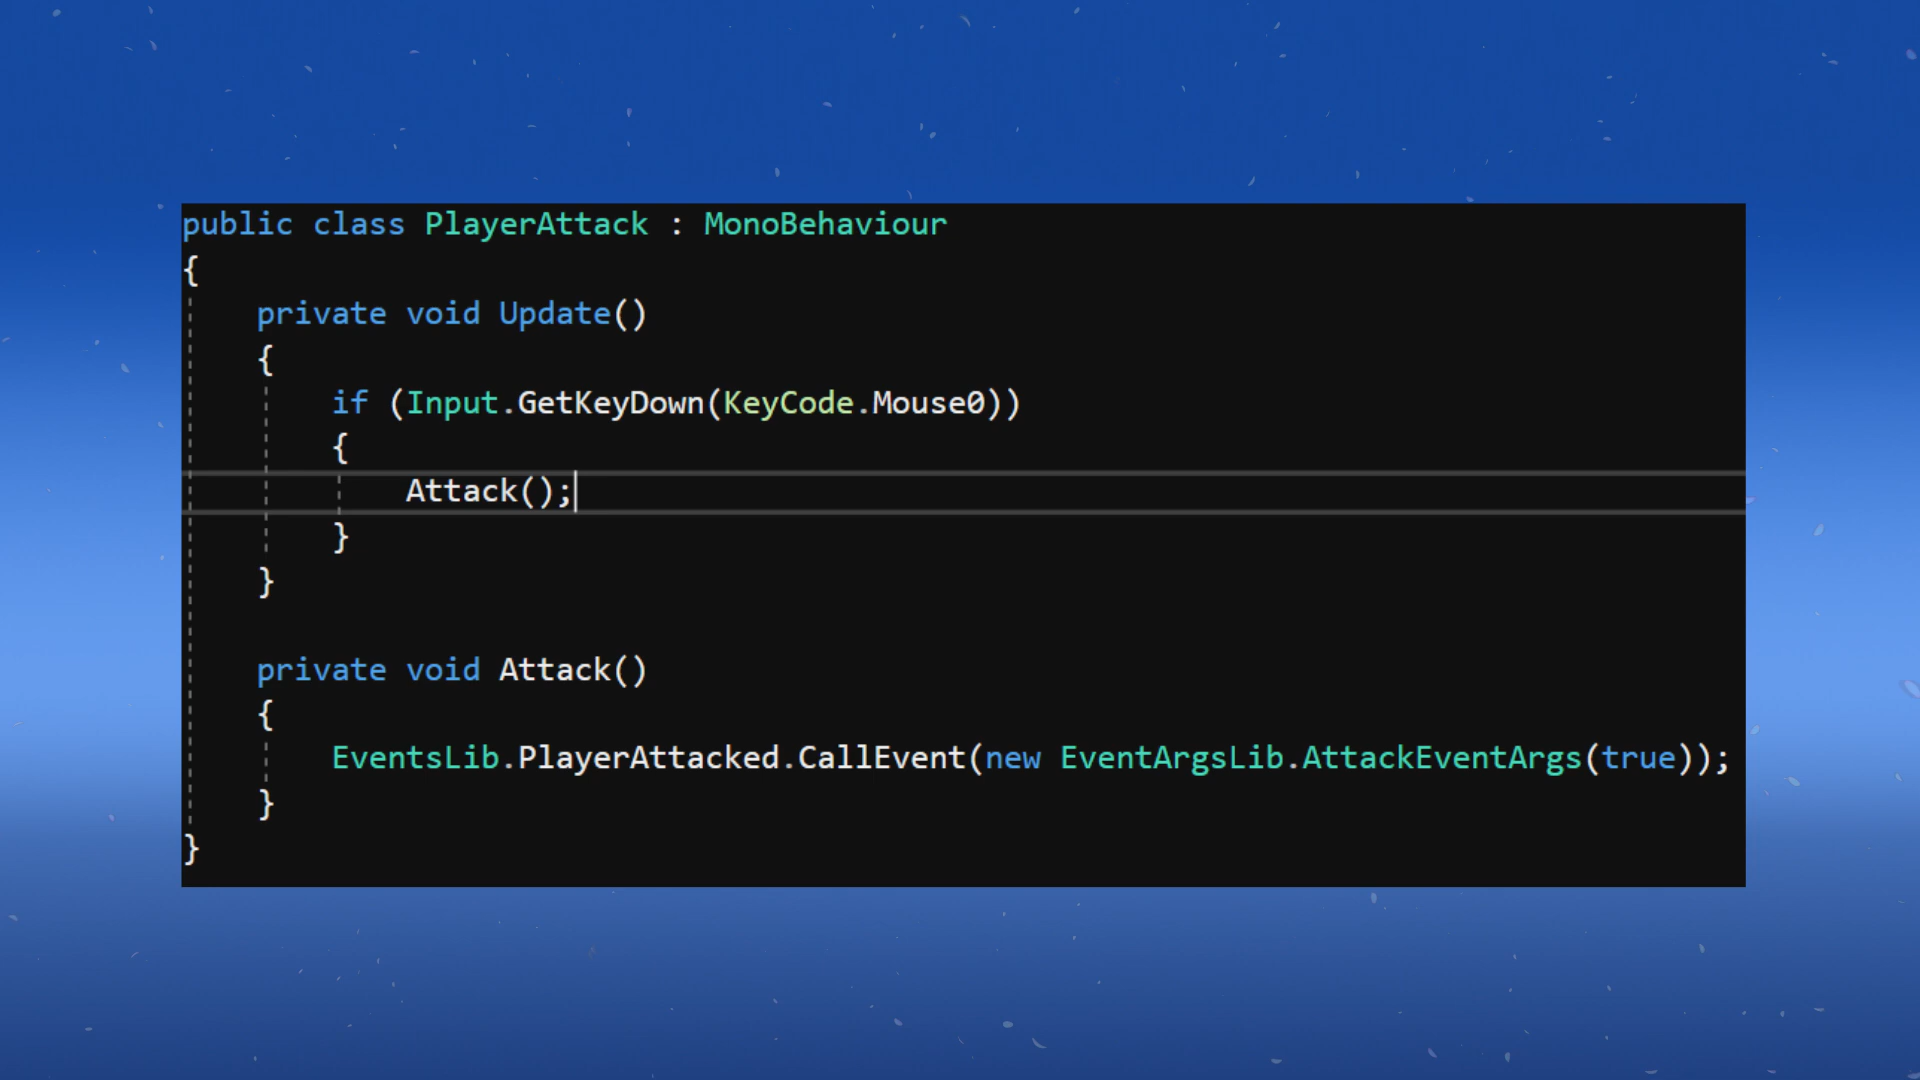 public class PlayerAttack : MonoBehaviour
{
    private void Update()
    {
        if (Input.GetKeyDown(KeyCode.Mouse0))
        {
            Attack();
        }
    }

    private void Attack()
    {
        EventsLib.PlayerAttacked.CallEvent(new EventArgsLib.AttackEventArgs(true));
    }
}